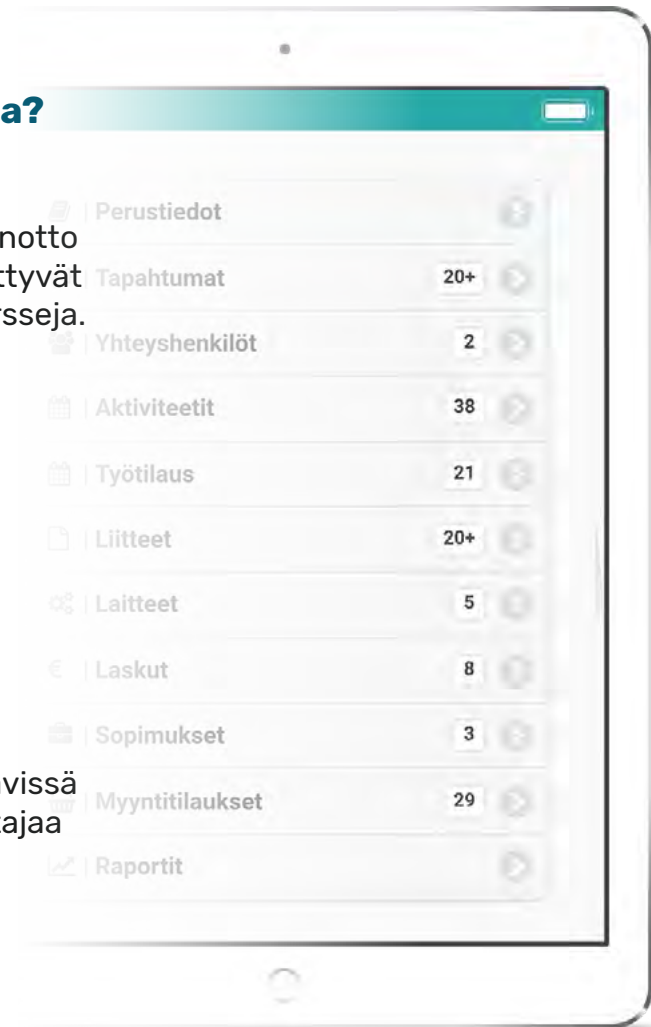 a?
notto
ttyvät
rsseja.
Perustiedot
Tapahtumat 20+
Yhteyshenkilöt 2
Aktiviteetit 38
Työtilaus 21
Liitteet 20+
Laitteet 5
€ Laskut 8
Sopimukset 3
Myyntitilaukset 29
Raportit
vissä
tajaa